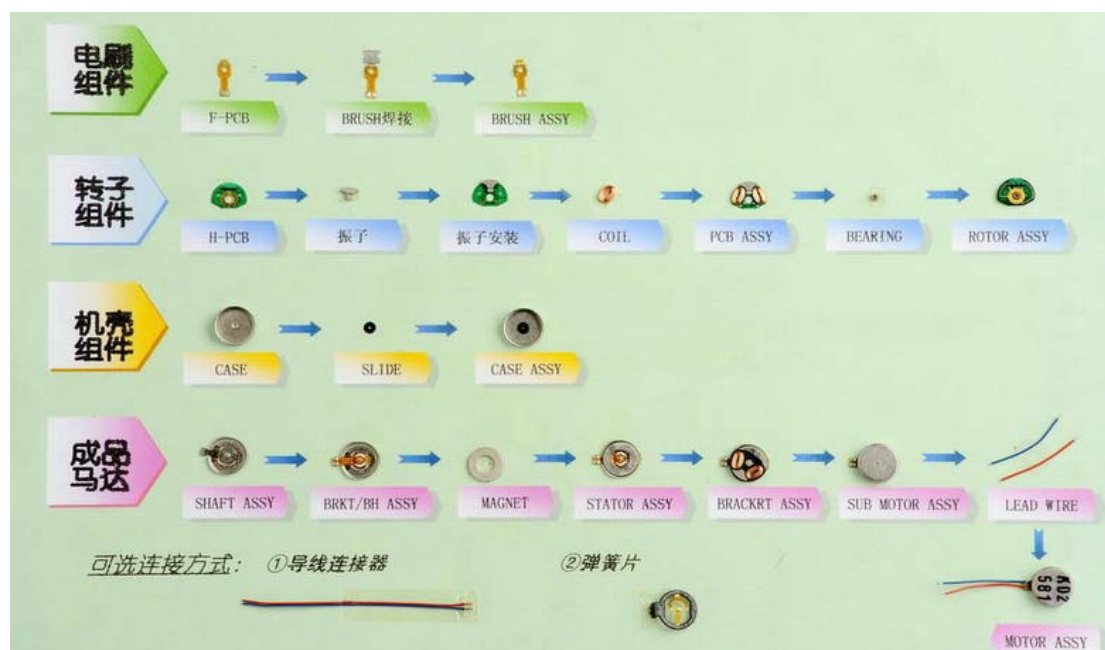 电刷
组件
F-PCB
BRUSH焊接
BRUSH ASSY
转子
组件
H-PCB
振子
振子安装
COIL
PCB ASSY
BEARING
ROTOR ASSY
机壳
组件
CASE
SLIDE
CASE ASSY
成品
马达
SHAFT ASSY
BRKT/BH ASSY
MAGNET
STATOR ASSY
BRACKRT ASSY
SUB MOTOR ASSY
LEAD WIRE
可选连接方式: ①导线连接器
②弹簧片
KD2
581
MOTOR ASSY